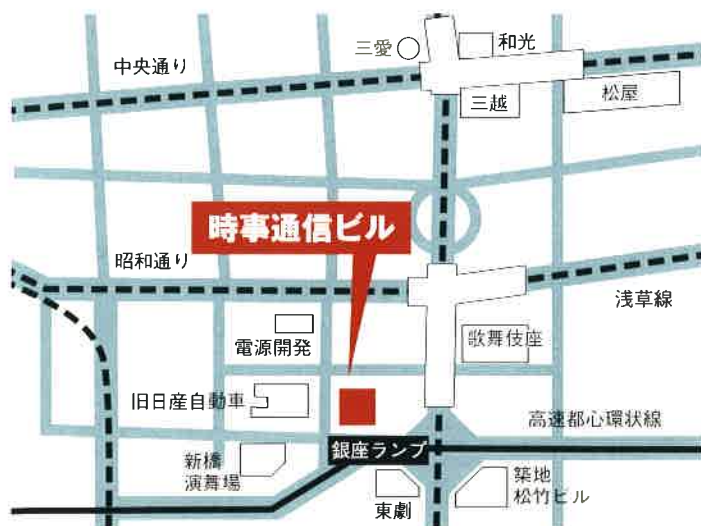 三愛
和光
中央通り
三越
松屋
時事通信ビル
昭和通り
浅草線
電源開発
歌舞伎座
旧日産自動車
高速都心環状線
銀座ランプ
新橋
演舞場
築地
松竹ビル
東劇